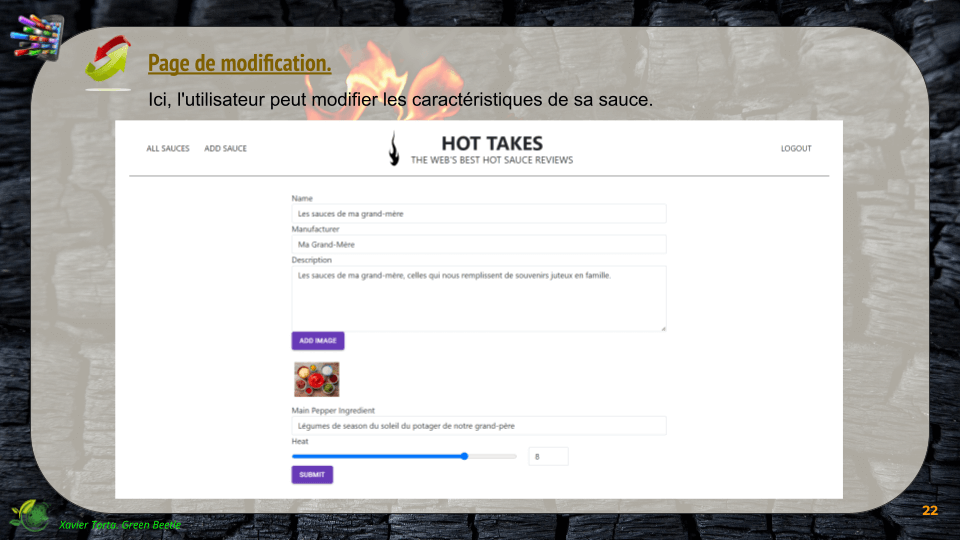 Page de modification.
Ici, l'utilisateur peut modifier les caractéristiques de sa sauce.
ALL SAUCES ADD SAUCE
HOT TAKES
THE WEB'S BEST HOT SAUCE REVIEWS
LOGOUT
Name
Les sauces de ma grand-mère
Manufacturer
Ma Grand-Mère
Description
Les sauces de ma grand-mère, celles qui nous remplissent de souvenirs juteux en famille.
ADD IMAGE
Main Pepper Ingredient
Légumes de season du soleil du potager de notre grand-père
Heat
8
SUBMIT
Xavier Torta. Green Beetle
22